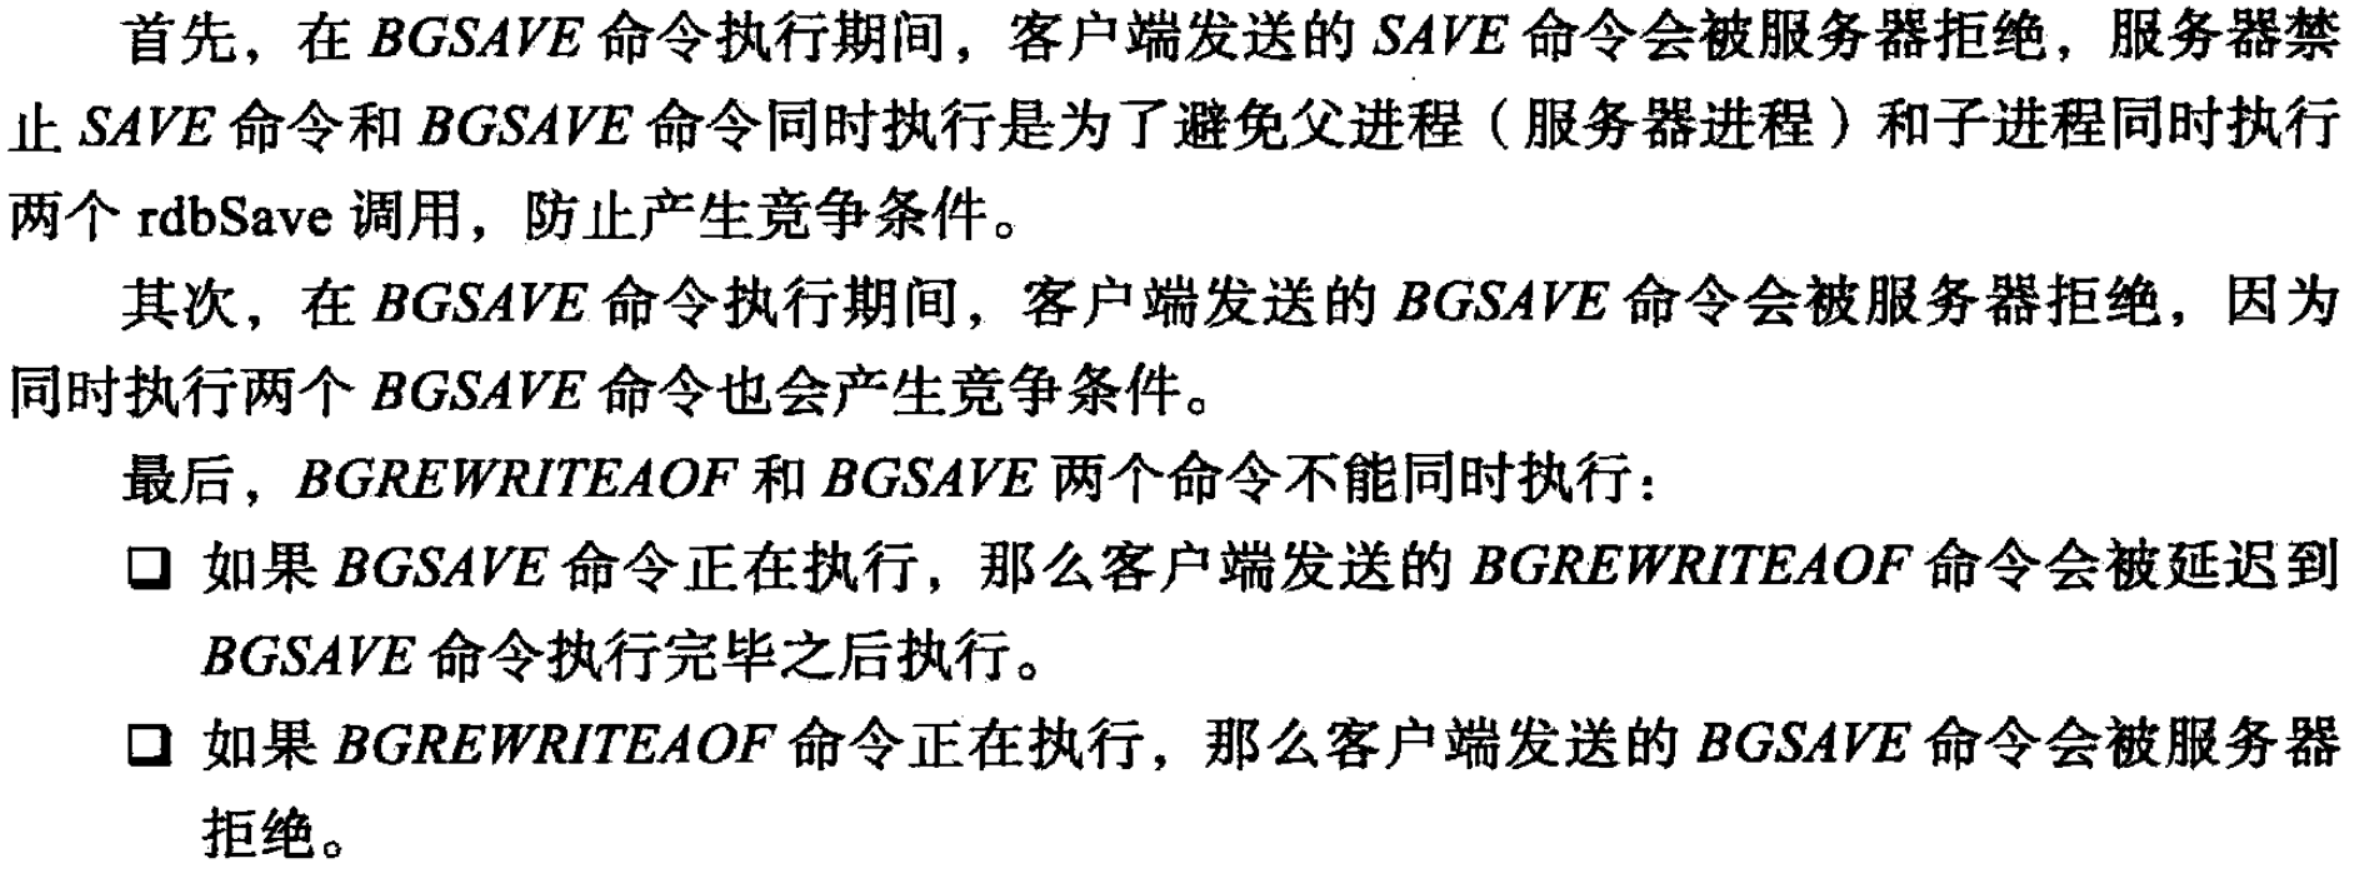 首先，在 BGSAVE 命令执行期间，客户端发送的 SAVE 命令会被服务器拒绝，服务器禁
止 SAVE 命令和 BGSAVE 命令同时执行是为了避免父进程（服务器进程）和子进程同时执行
两个 rdbSave 调用，防止产生竞争条件。
其次，在 BGSAVE 命令执行期间，客户端发送的 BGSAVE 命令会被服务器拒绝，因为
同时执行两个 BGSAVE 命令也会产生竞争条件。
最后，BGREWRITEAOF 和 BGSAVE 两个命令不能同时执行：
❑ 如果 BGSAVE 命令正在执行，那么客户端发送的 BGREWRITEAOF 命令会被延迟到
BGSAVE 命令执行完毕之后执行。
❑ 如果 BGREWRITEAOF 命令正在执行，那么客户端发送的 BGSAVE 命令会被服务器
拒绝。